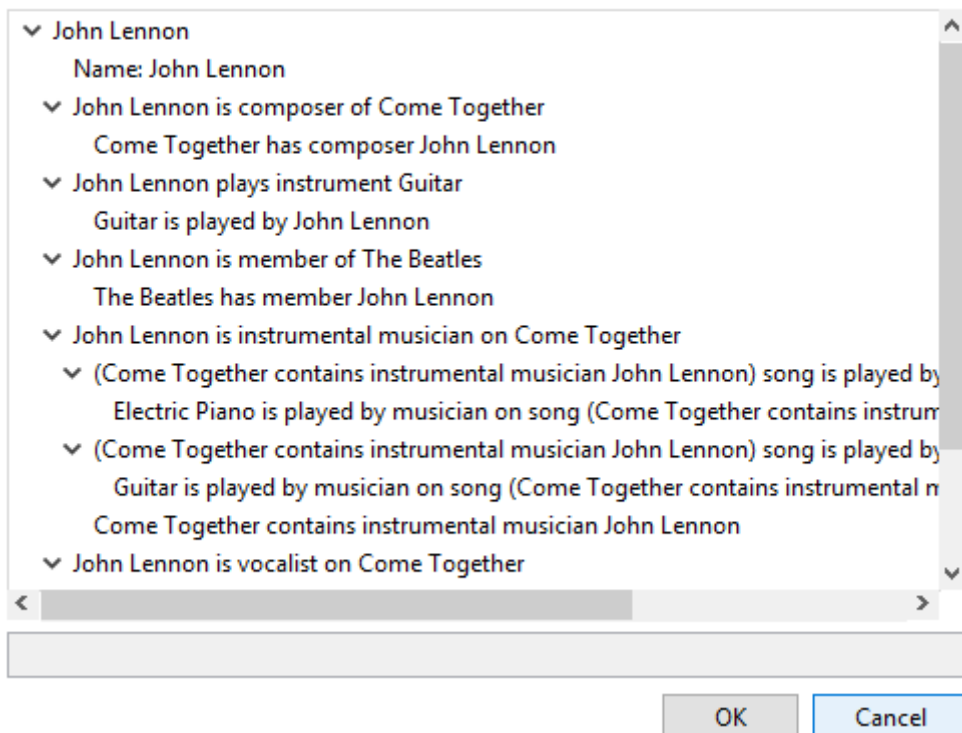 John Lennon
Name: John Lennon
John Lennon is composer of Come Together
Come Together has composer John Lennon
John Lennon plays instrument Guitar
Guitar is played by John Lennon
John Lennon is member of The Beatles
The Beatles has member John Lennon
John Lennon is instrumental musician on Come Together
(Come Together contains instrumental musician John Lennon) song is played by
Electric Piano is played by musician on song (Come Together contains instrum
(Come Together contains instrumental musician John Lennon) song is played by
Guitar is played by musician on song (Come Together contains instrumental
Come Together contains instrumental musician John Lennon
John Lennon is vocalist on Come Together
OK Cancel